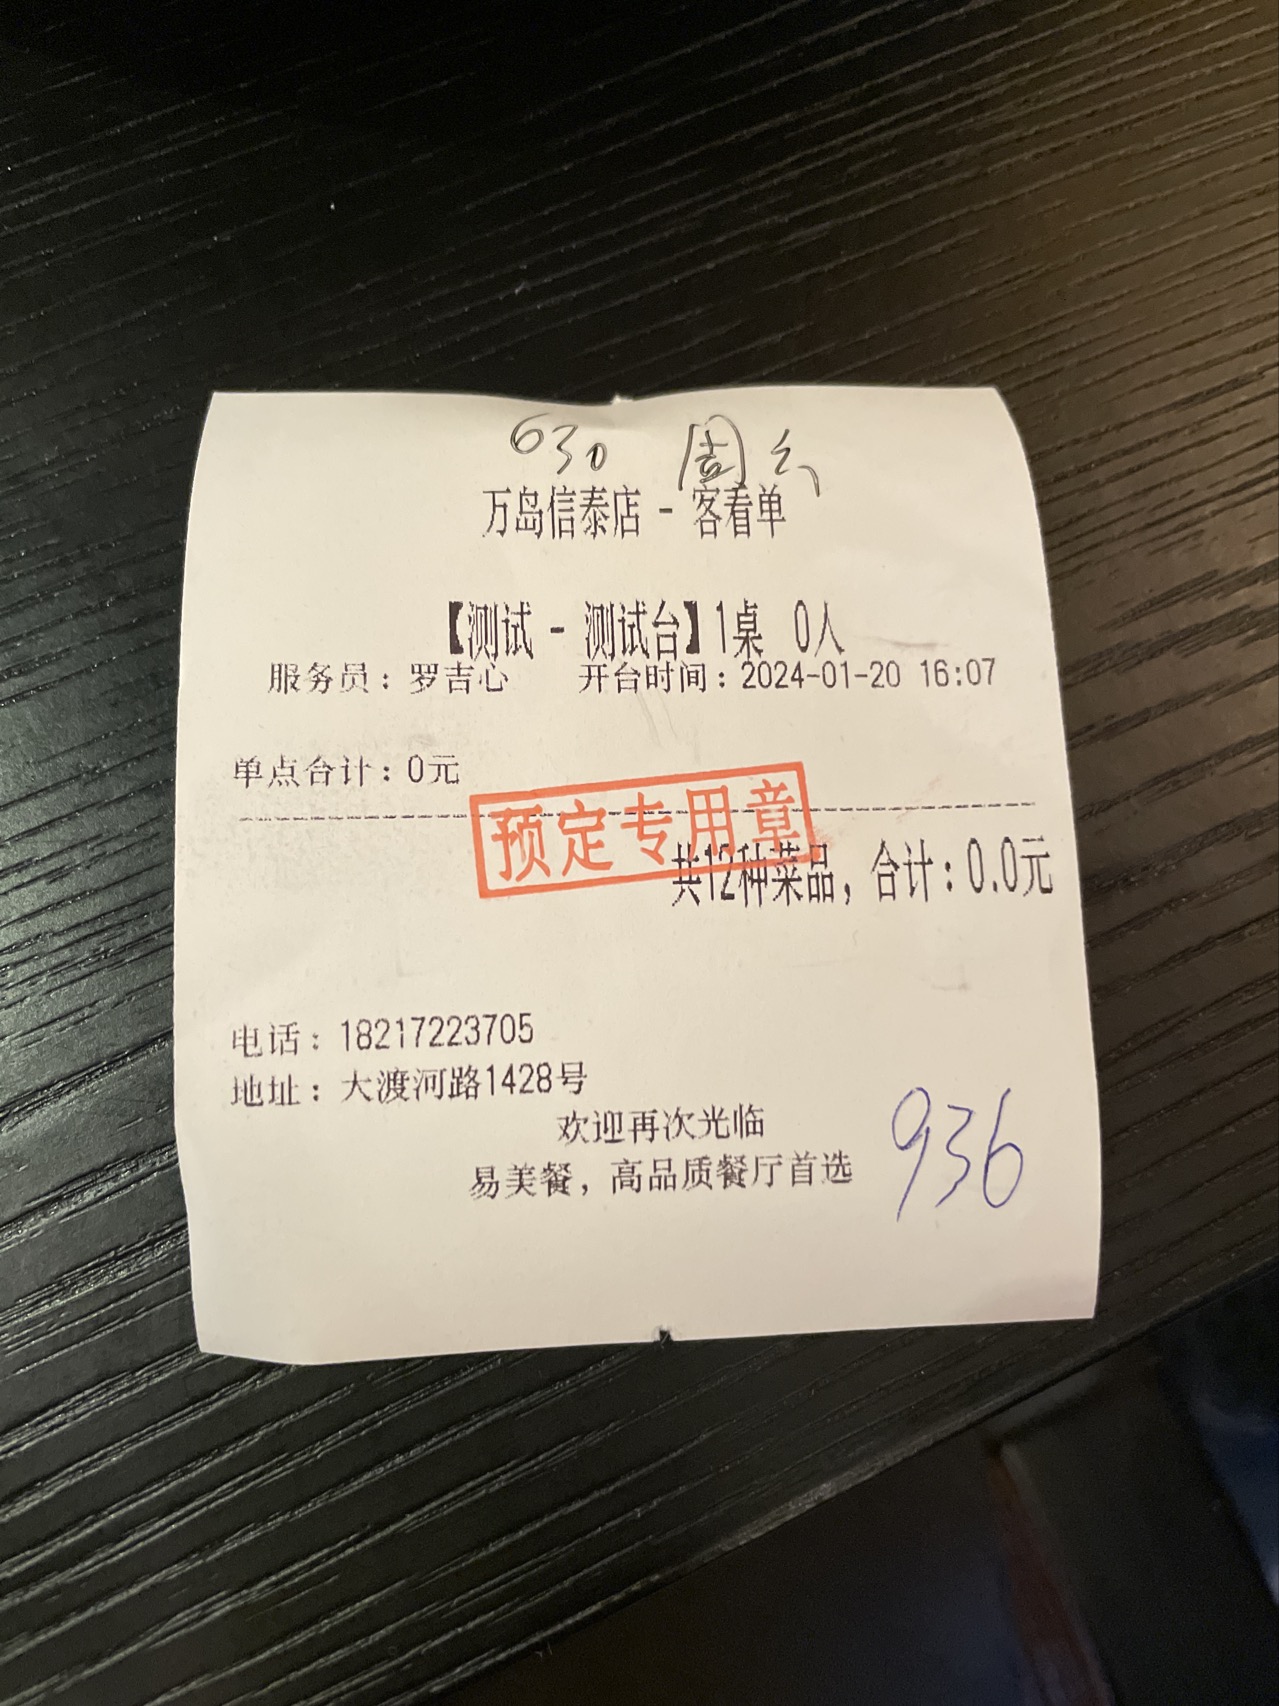 630 周
万岛信泰店 - 客看单
【测试 - 测试台】1桌 0人
服务员：罗吉心 开台时间：2024-01-20 16:07
单点合计：0元
预定专用章
共12种菜品，合计：0.0元
电话：18217223705
地址：大渡河路1428号
欢迎再次光临
易美餐，高品质餐厅首选
936